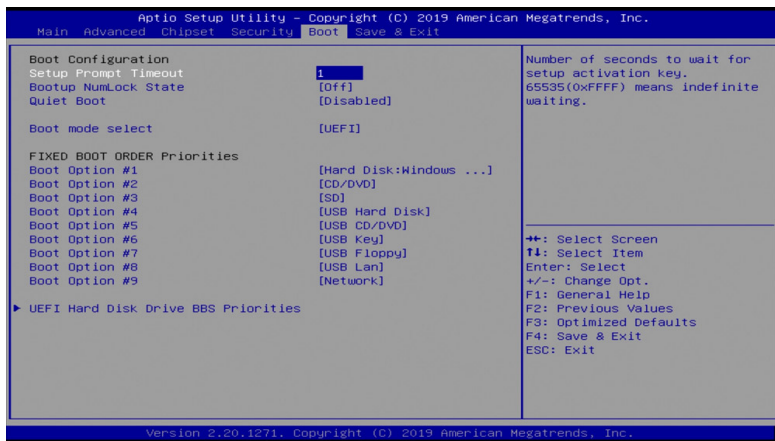 Aptio Setup Utility – Copyright (C) 2019 American Megatrends, Inc.
Main Advanced Chipset Security Boot Save & Exit
Boot Configuration
Setup Prompt Timeout 1
Bootup NumLock State [Off]
Quiet Boot [Disabled]
Boot mode select [UEFI]
FIXED BOOT ORDER Priorities
Boot Option #1 [Hard Disk:Windows ...]
Boot Option #2 [CD/DVD]
Boot Option #3 [SD]
Boot Option #4 [USB Hard Disk]
Boot Option #5 [USB CD/DVD]
Boot Option #6 [USB Key]
Boot Option #7 [USB Floppy]
Boot Option #8 [USB Lan]
Boot Option #9 [Network]
▶ UEFI Hard Disk Drive BBS Priorities
Number of seconds to wait for
setup activation key.
65535(0xFFFF) means indefinite
waiting.
→←: Select Screen
↑↓: Select Item
Enter: Select
+/-: Change Opt.
F1: General Help
F2: Previous Values
F3: Optimized Defaults
F4: Save & Exit
ESC: Exit
Version 2.20.1271. Copyright (C) 2019 American Megatrends, Inc.